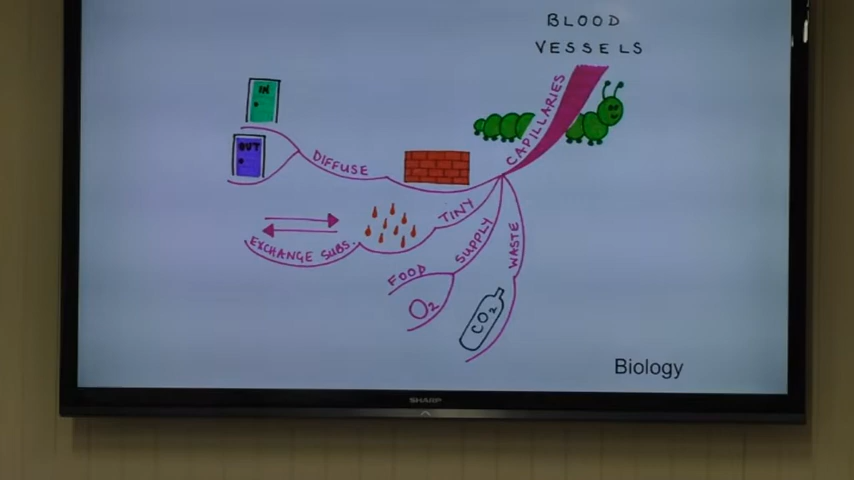 BLOOD
VESSELS
CAPILLARIES
IN
OUT
DIFFUSE
TINY
EXCHANGE SUBS.
SUPPLY
FOOD
O2
WASTE
CO2
Biology
SHARP